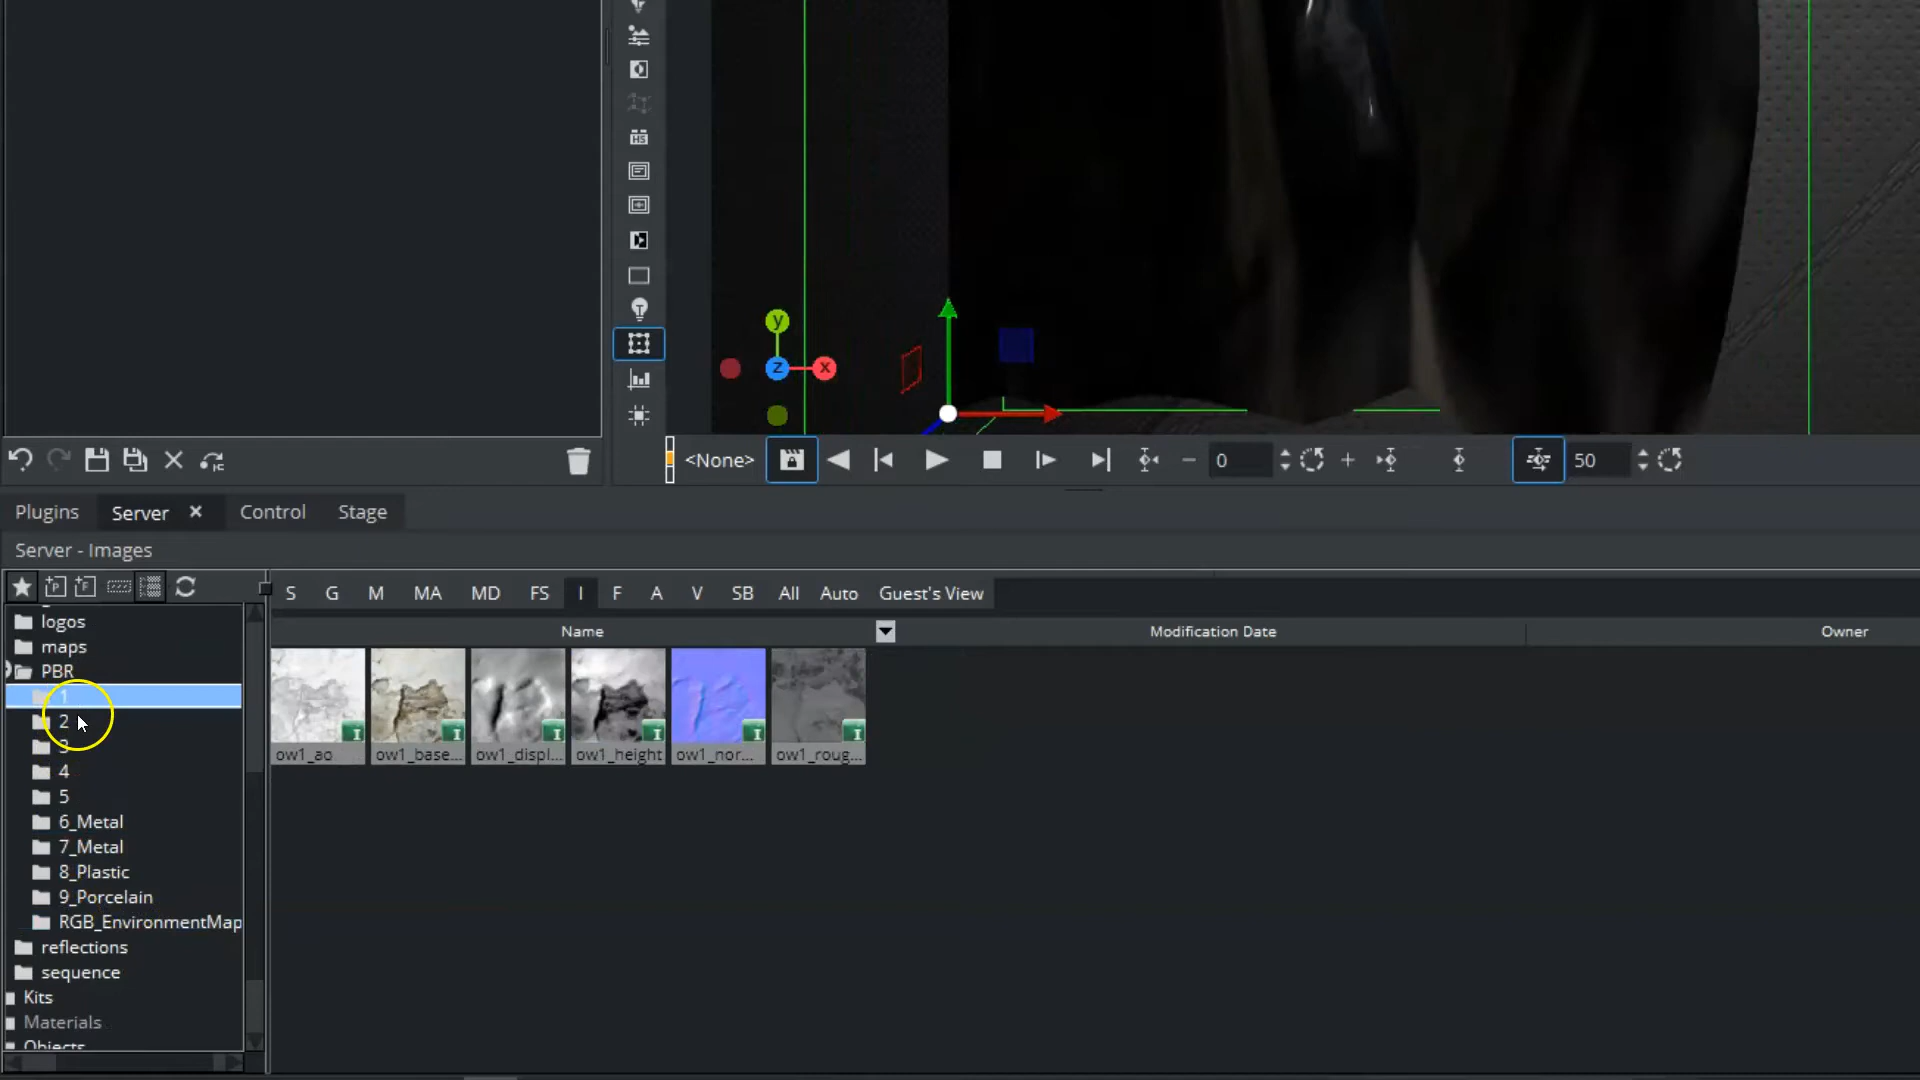 y
z
x
<None>
0
50
Plugins
Server
Control
Stage
Server - Images
S G M MA MD FS I F A V SB All Auto Guest's View
Name
Modification Date
Owner
logos
maps
PBR
1
2
3
4
5
6_Metal
7_Metal
8_Plastic
9_Porcelain
RGB_EnvironmentMap
reflections
sequence
Kits
Materials
Objects
ow1_ao
ow1_base...
ow1_displ...
ow1_height
ow1_nor...
ow1_roug...